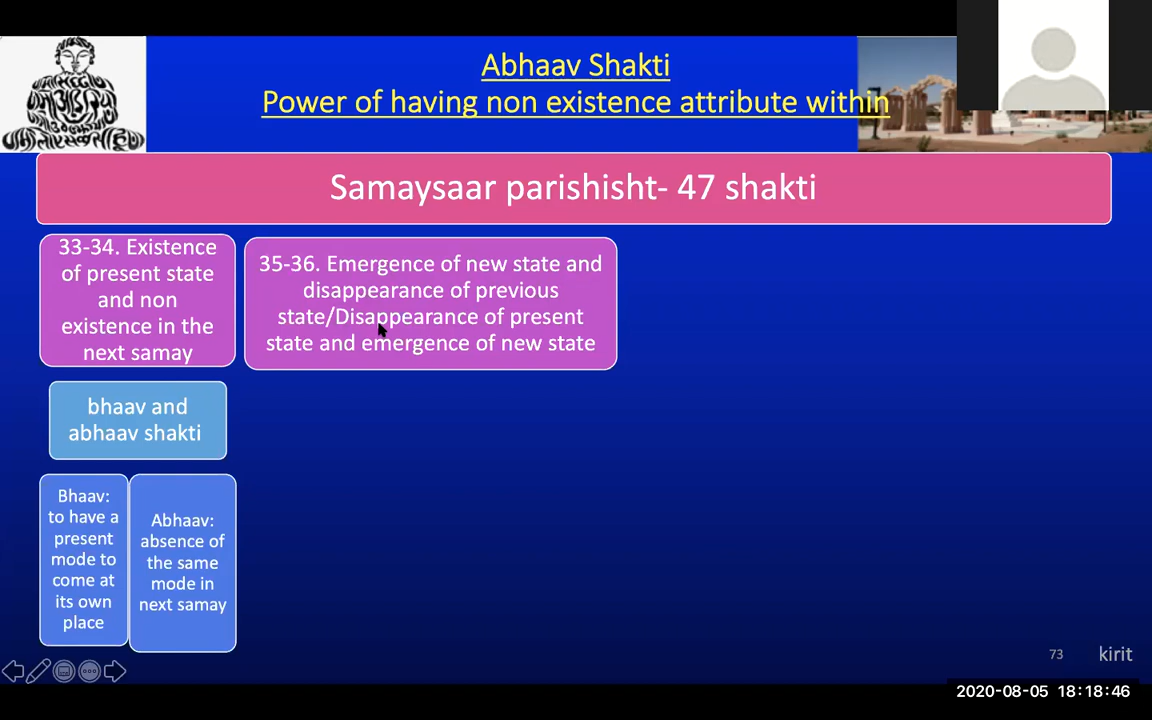 Abhaav Shakti
Power of having non existence attribute within
Samaysaar parishisht- 47 shakti
33-34. Existence
of present state
and non
existence in the
next samay
35-36. Emergence of new state and
disappearance of previous
state/Disappearance of present
state and emergence of new state
bhaav and
abhaav shakti
Bhaav:
to have a
present
mode to
come at
its own
place
Abhaav:
absence of
the same
mode in
next samay
73
kirit
2020-08-05 18:18:46